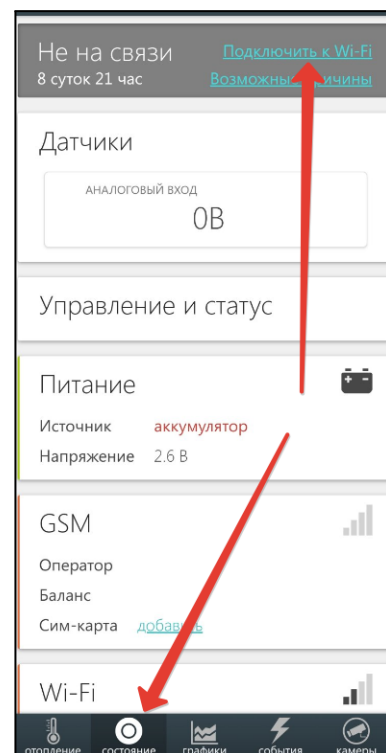 Не на связи Подключить к Wi-Fi
8 суток 21 час Возможные причины
Датчики
АНАЛОГОВЫЙ ВХОД
0В
Управление и статус
Питание
Источник аккумулятор
Напряжение 2.6 В
GSM
Оператор
Баланс
Сим-карта добавить
Wi-Fi
отопление состояние графики события камеры